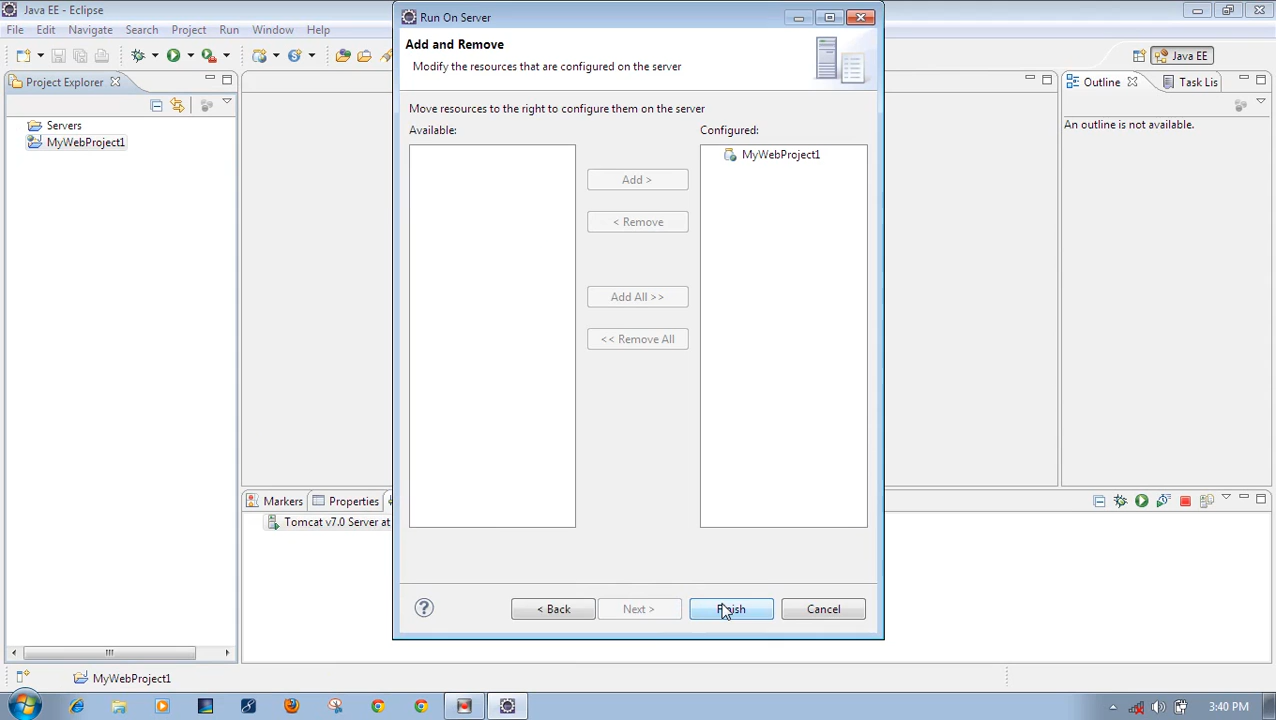 Java EE - Eclipse
File Edit Navigate Search Project Run Window Help
Java EE
Project Explorer
Servers
MyWebProject1
Run On Server
Add and Remove
Modify the resources that are configured on the server
Move resources to the right to configure them on the server
Available:
Configured:
MyWebProject1
Add >
< Remove
Add All >>
<< Remove All
?
< Back
Next >
Finish
Cancel
Outline
Task Lis
An outline is not available.
Markers
Properties
Tomcat v7.0 Server at
MyWebProject1
3:40 PM